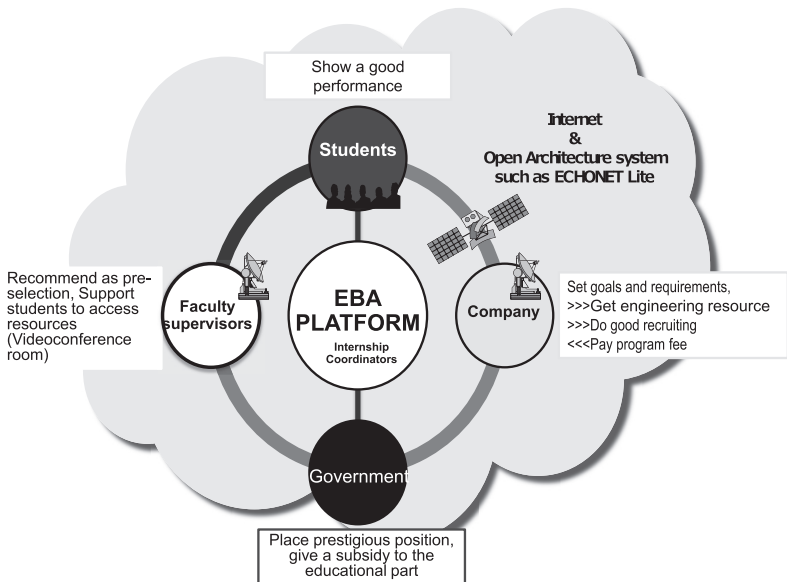 Show a good
performance
Students
Internet
&
Open Architecture system
such as ECHONET Lite
Recommend as pre-
selection, Support
students to access
resources
(Videoconference
room)
Faculty
supervisors
EBA
PLATFORM
Internship
Coordinators
Company
Set goals and requirements,
>>>Get engineering resource
>>>Do good recruiting
<<<Pay program fee
Government
Place prestigious position,
give a subsidy to the
educational part